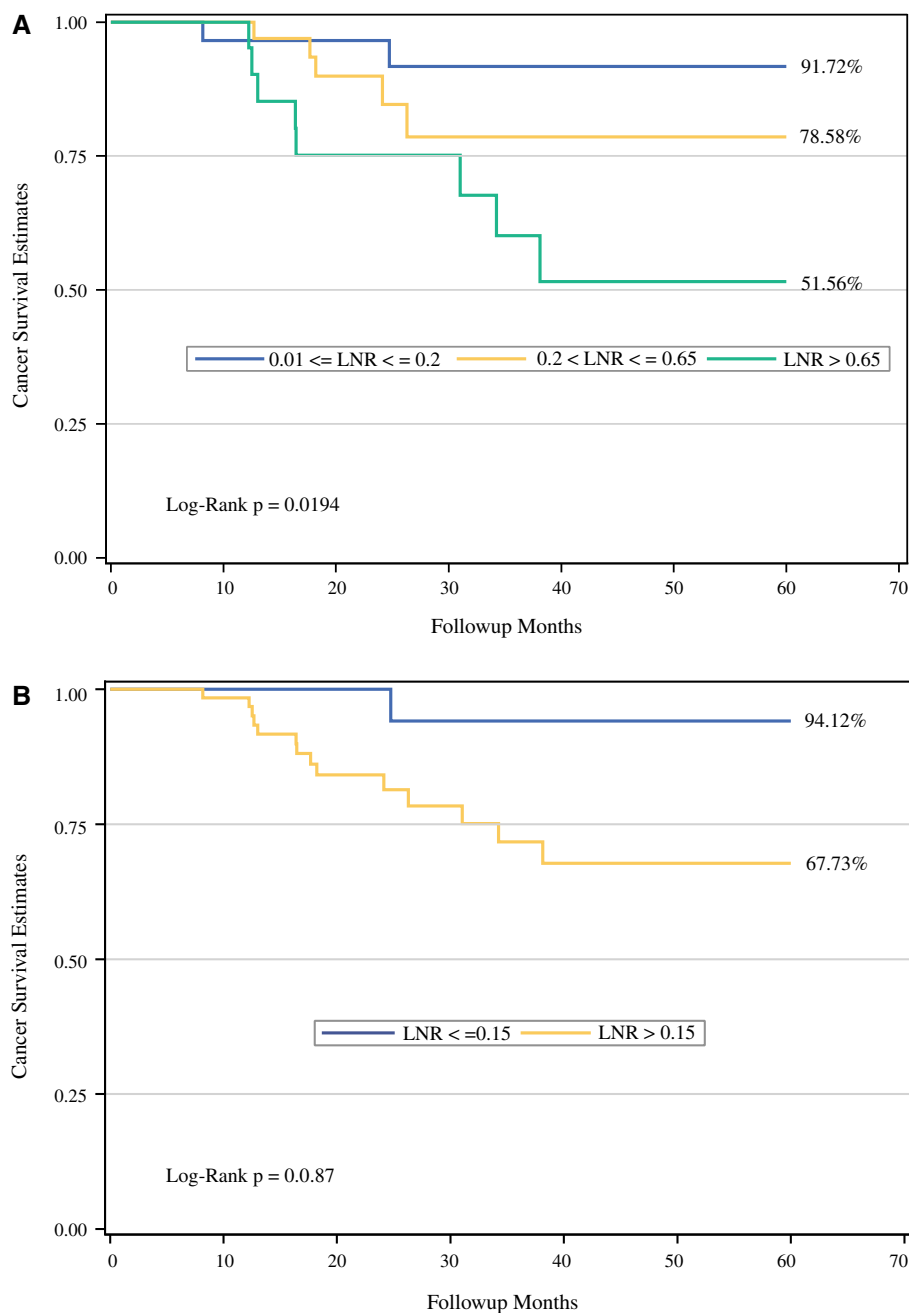 A
1.00
91.72%
78.58%
0.75
Cancer Survival Estimates
0.50
51.56%
0.01 <= LNR < = 0.2 0.2 < LNR < = 0.65 LNR > 0.65
0.25
Log-Rank p = 0.0194
0.00
0 10 20 30 40 50 60 70
Followup Months
B
1.00
94.12%
0.75
67.73%
Cancer Survival Estimates
0.50
LNR < =0.15 LNR > 0.15
0.25
Log-Rank p = 0.0.87
0.00
0 10 20 30 40 50 60 70
Followup Months